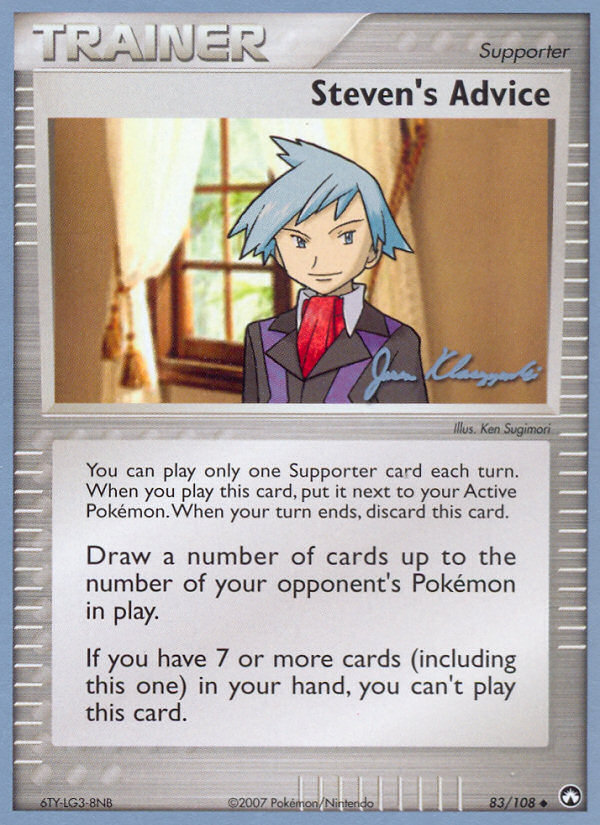 TRAINER
Supporter
Steven's Advice
Illus. Ken Sugimori
You can play only one Supporter card each turn.
When you play this card, put it next to your Active
Pokémon. When your turn ends, discard this card.
Draw a number of cards up to the
number of your opponent's Pokémon
in play.
If you have 7 or more cards (including
this one) in your hand, you can't play
this card.
6TY-LG3-8NB
©2007 Pokémon/Nintendo
83/108